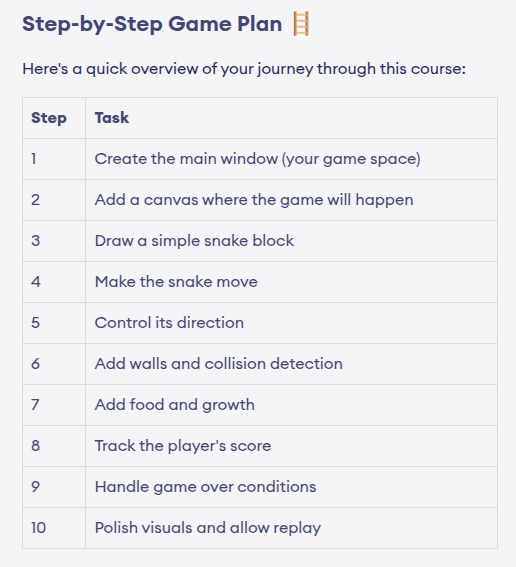 Step-by-Step Game Plan 🪜
Here's a quick overview of your journey through this course:
Step Task
1 Create the main window (your game space)
2 Add a canvas where the game will happen
3 Draw a simple snake block
4 Make the snake move
5 Control its direction
6 Add walls and collision detection
7 Add food and growth
8 Track the player's score
9 Handle game over conditions
10 Polish visuals and allow replay